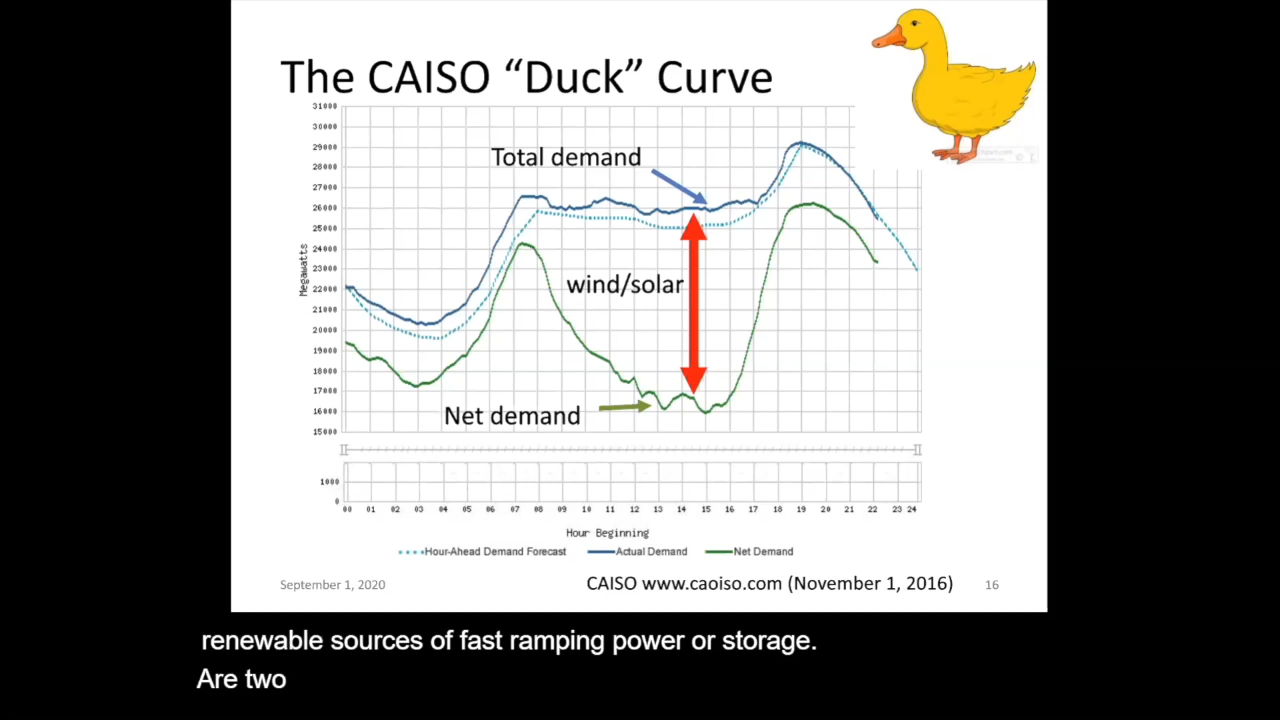 The CAISO “Duck” Curve
31000
30000
29000
28000
27000
26000
25000
24000
23000
22000
21000
20000
19000
18000
17000
16000
15000
Megawatts
Total demand
wind/solar
Net demand
1000
0
00 01 02 03 04 05 06 07 08 09 10 11 12 13 14 15 16 17 18 19 20 21 22 23 24
Hour Beginning
Hour-Ahead Demand Forecast Actual Demand Net Demand
September 1, 2020 CAISO www.caoiso.com (November 1, 2016) 16
renewable sources of fast ramping power or storage.
Are two